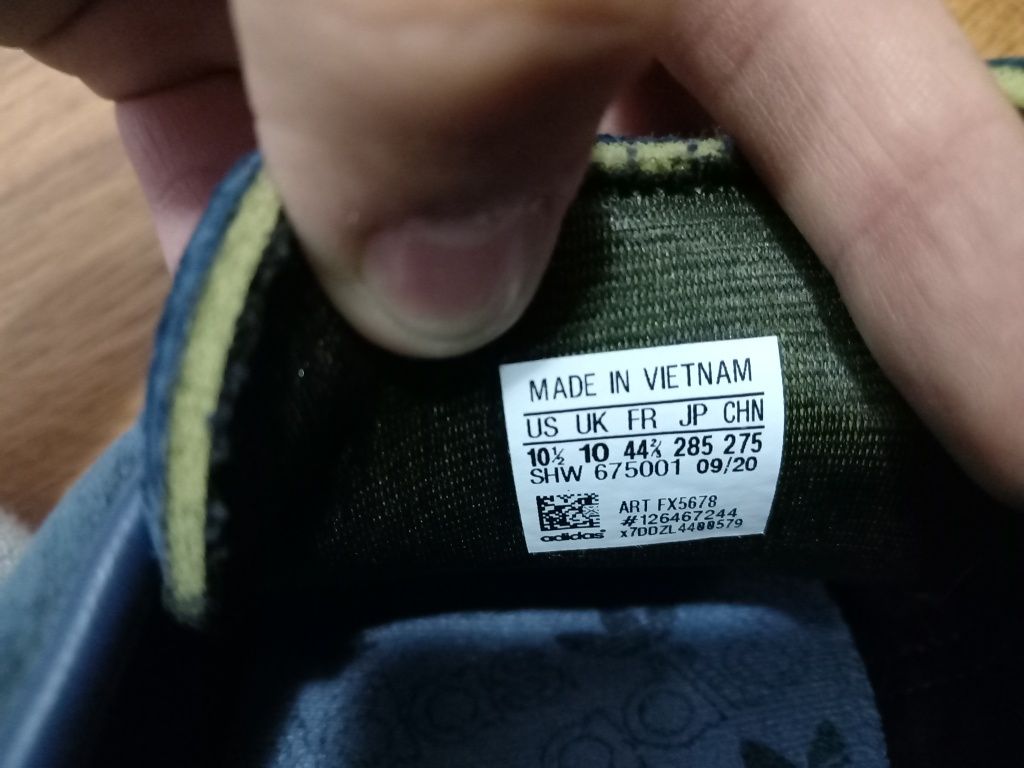 MADE IN VIETNAM
US UK FR JP CHN
10½ 10 44⅔ 285 275
SHW 675001 09/20
ART FX5678
#126467244
x7DDZL4480579
adidas